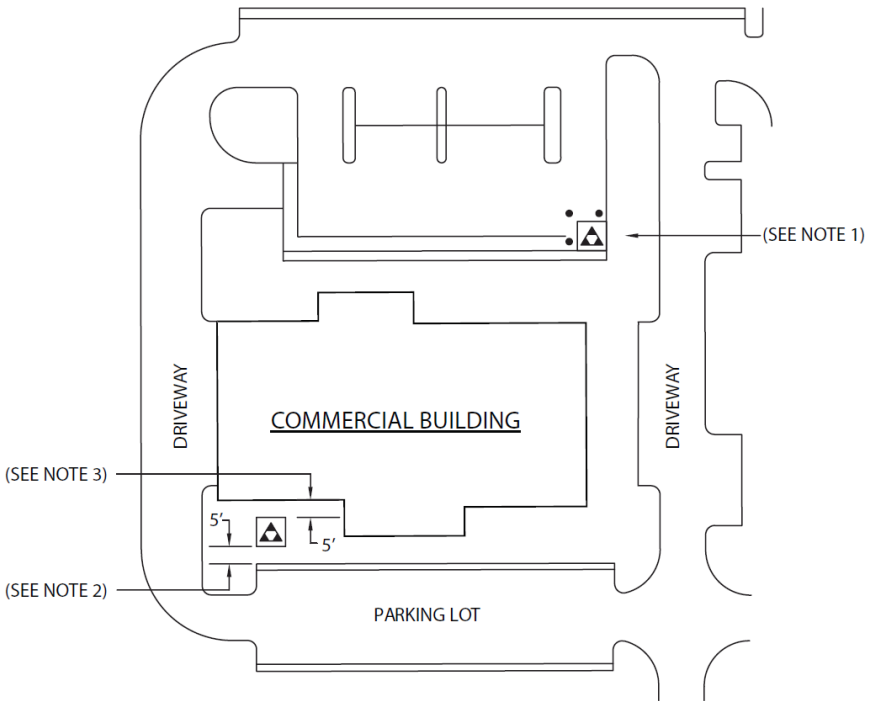 (SEE NOTE 1)
DRIVEWAY
DRIVEWAY
COMMERCIAL BUILDING
(SEE NOTE 3)
5'
5'
(SEE NOTE 2)
PARKING LOT